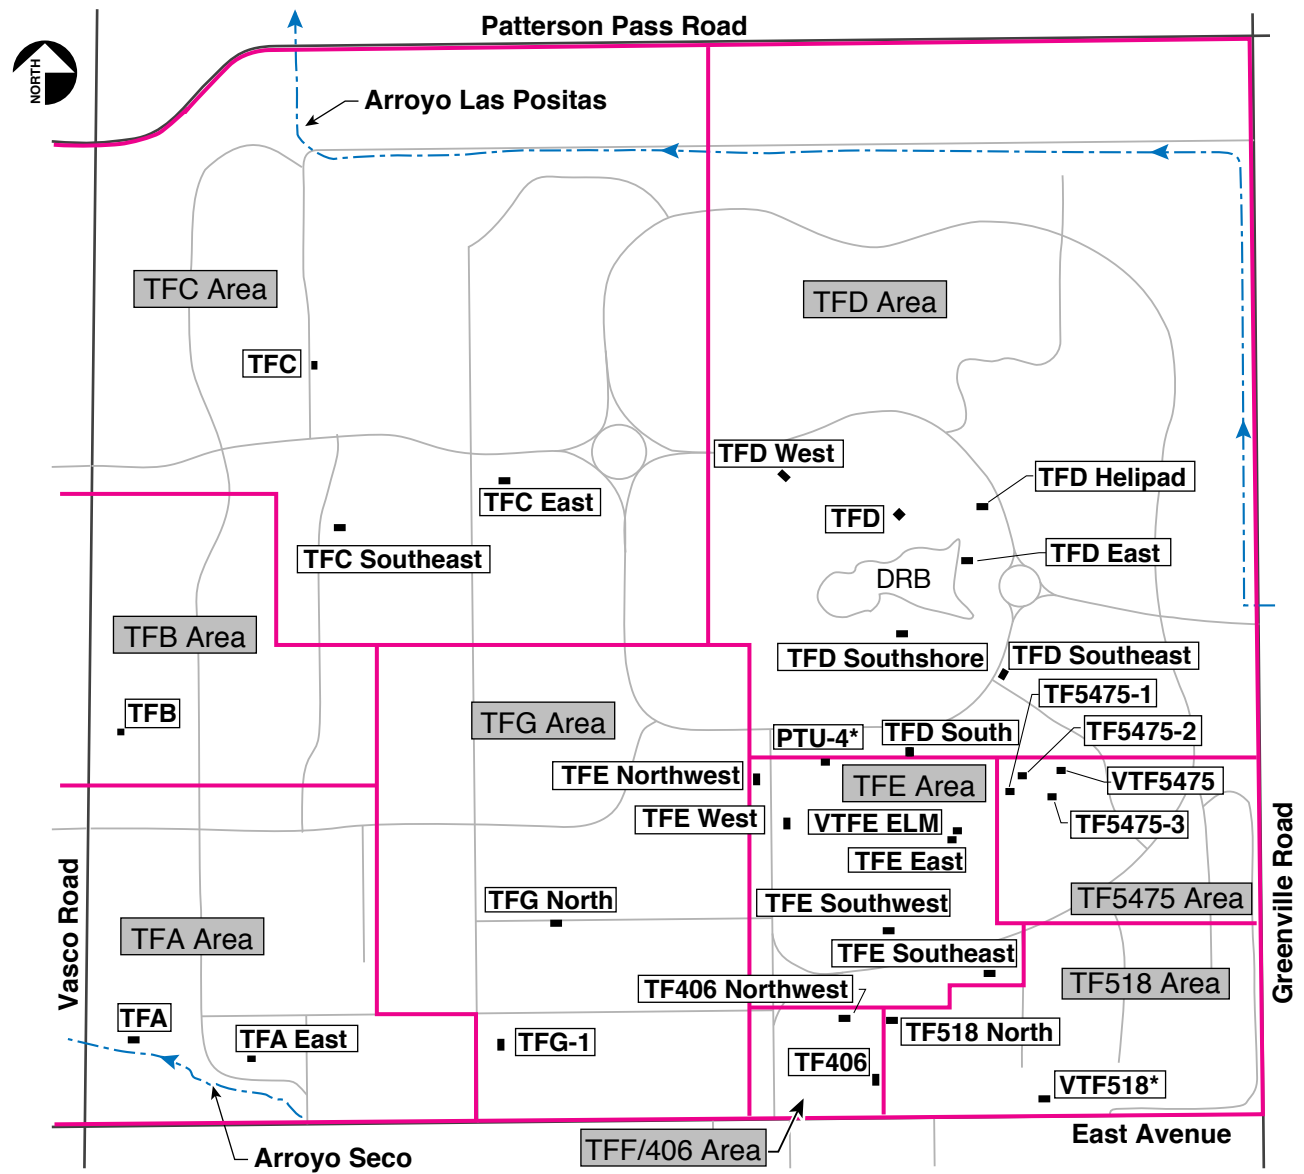 Patterson Pass Road
NORTH
Arroyo Las Positas
TFC Area
TFD Area
TFC
TFD West
TFD Helipad
TFC East
TFD
TFC Southeast
TFD East
DRB
TFB Area
TFD Southshore
TFD Southeast
TF5475-1
TFB
TFG Area
PTU-4*
TFD South
TF5475-2
TFE Northwest
TFE Area
VTF5475
TFE West
VTFE ELM
TF5475-3
TFE East
Vasco Road
Greenville Road
TFG North
TFE Southwest
TF5475 Area
TFA Area
TFE Southeast
TF518 Area
TF406 Northwest
TFA
TFA East
TFG-1
TF518 North
TF406
VTF518*
East Avenue
TFF/406 Area
Arroyo Seco